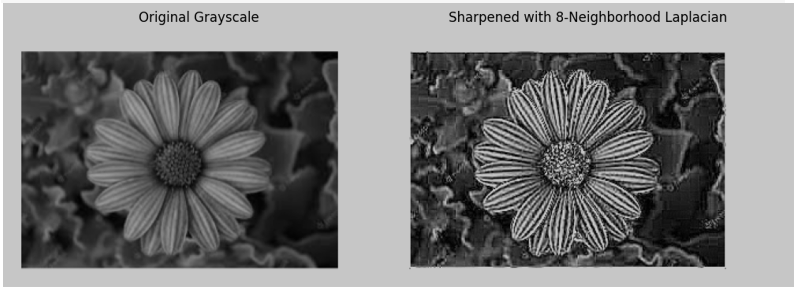 Original Grayscale
Sharpened with 8-Neighborhood Laplacian